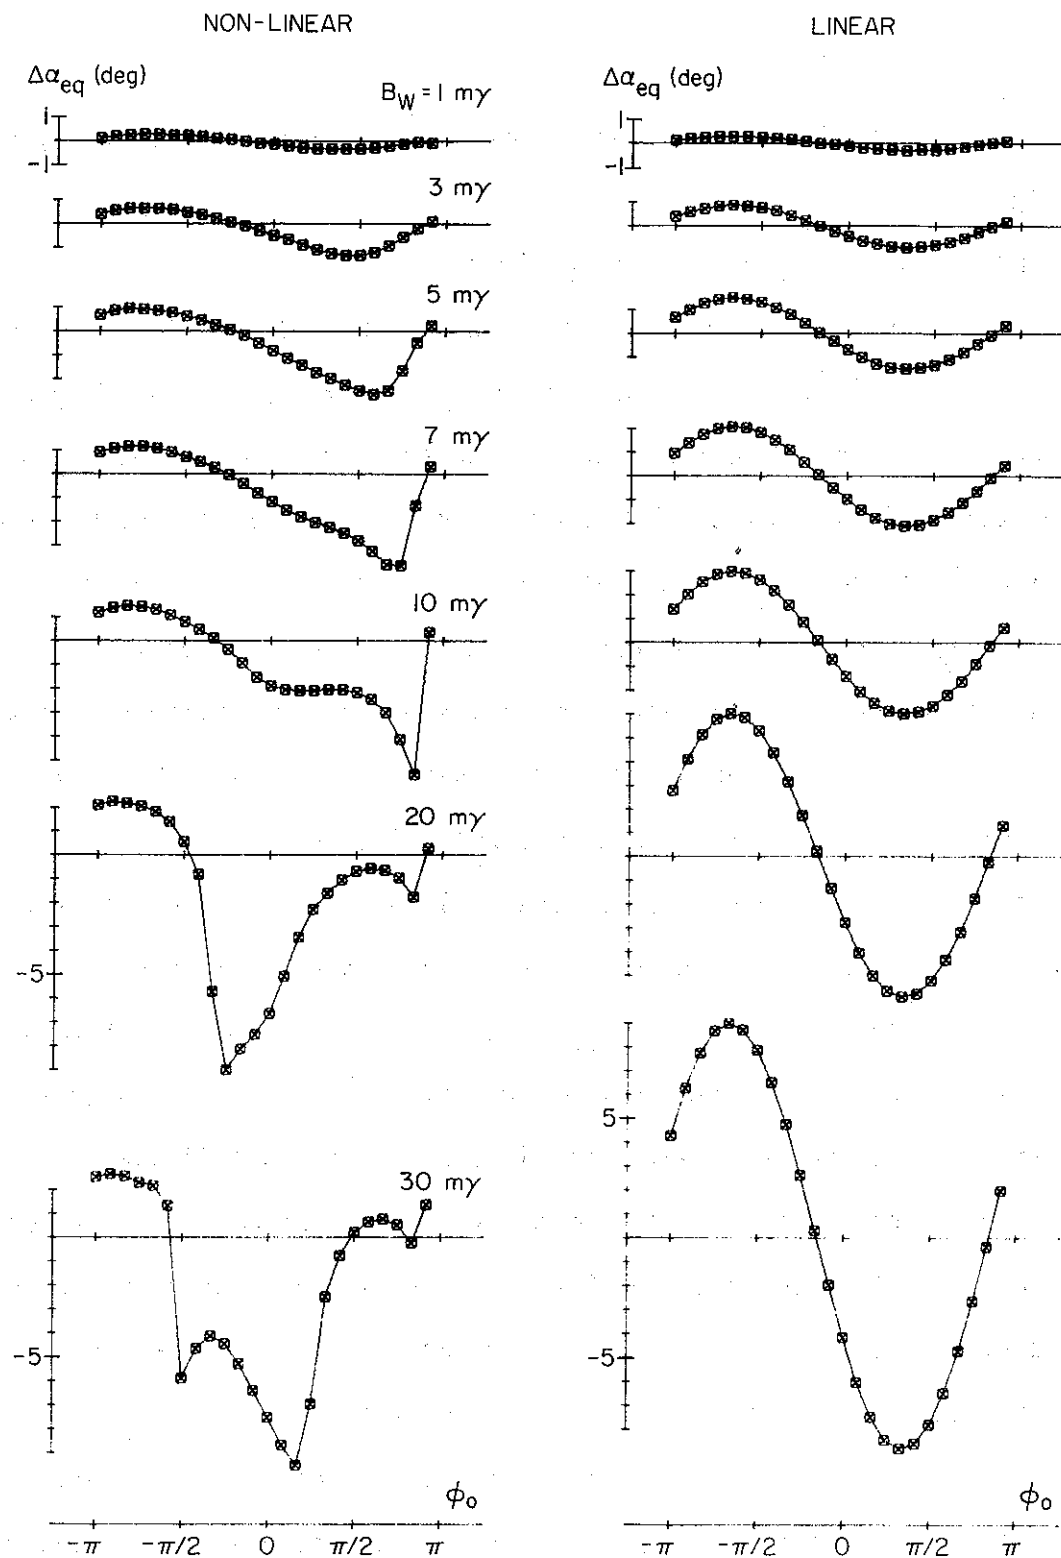 NON-LINEAR
LINEAR
Δα_eq (deg)
B_W = 1 mγ
Δα_eq (deg)
1
-1
1
-1
3 mγ
5 mγ
7 mγ
10 mγ
20 mγ
-5
5
30 mγ
-5
-5
ϕ_o
ϕ_o
-π -π/2 0 π/2 π
-π -π/2 0 π/2 π